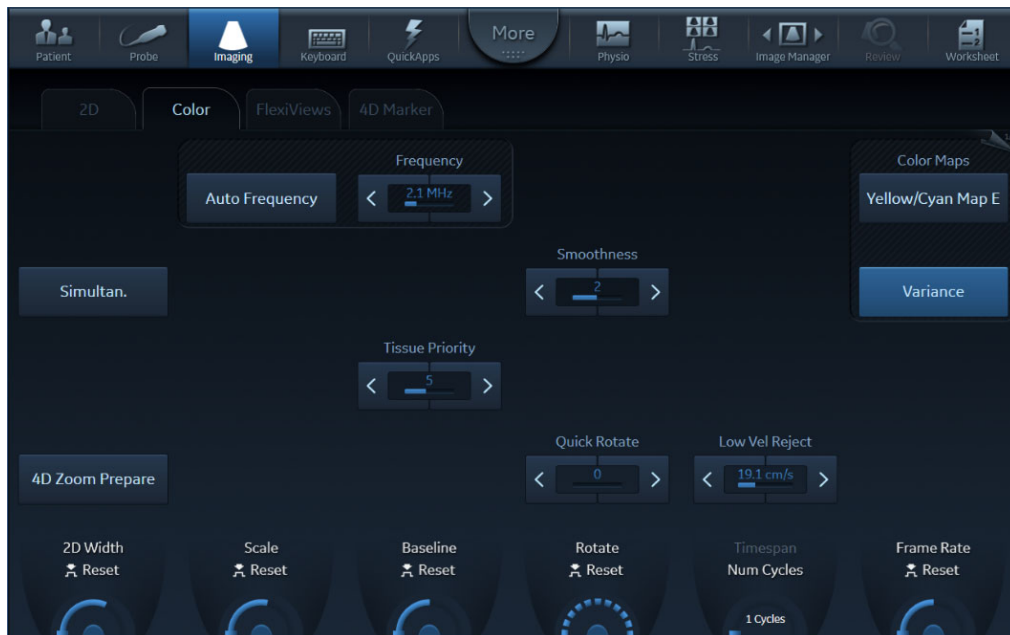 Patient
Probe
Imaging
Keyboard
QuickApps
More
Physio
Stress
Image Manager
Review
Worksheet
2D
Color
FlexiViews
4D Marker
Frequency
Color Maps
Auto Frequency
2.1 MHz
Yellow/Cyan Map E
Smoothness
Simultan.
2
Variance
Tissue Priority
5
Quick Rotate
Low Vel Reject
4D Zoom Prepare
0
19.1 cm/s
2D Width
Scale
Baseline
Rotate
Timespan
Frame Rate
Reset
Reset
Reset
Reset
Num Cycles
Reset
1 Cycles